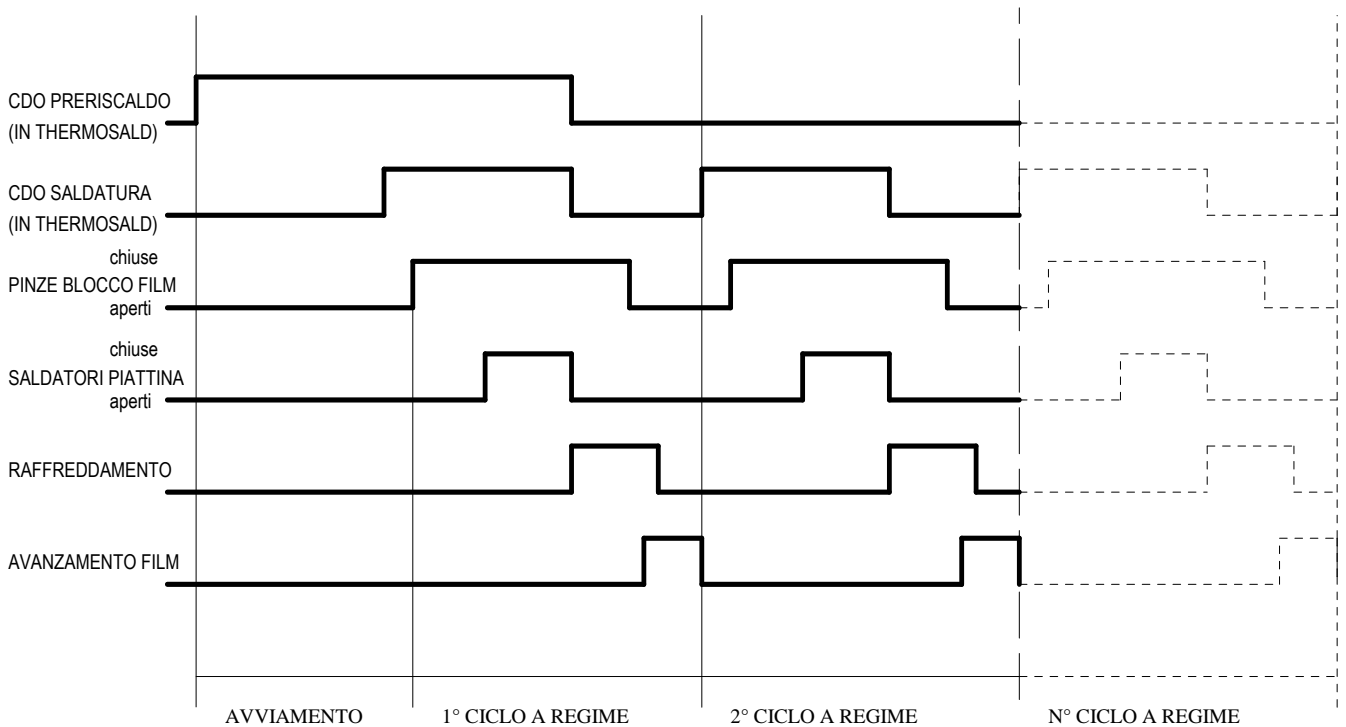 CDO PRERISCALDO
(IN THERMOSALD)
CDO SALDATURA
(IN THERMOSALD)
chiuse
PINZE BLOCCO FILM
aperti
chiuse
SALDATORI PIATTINA
aperti
RAFFREDDAMENTO
AVANZAMENTO FILM
AVVIAMENTO
1° CICLO A REGIME
2° CICLO A REGIME
N° CICLO A REGIME